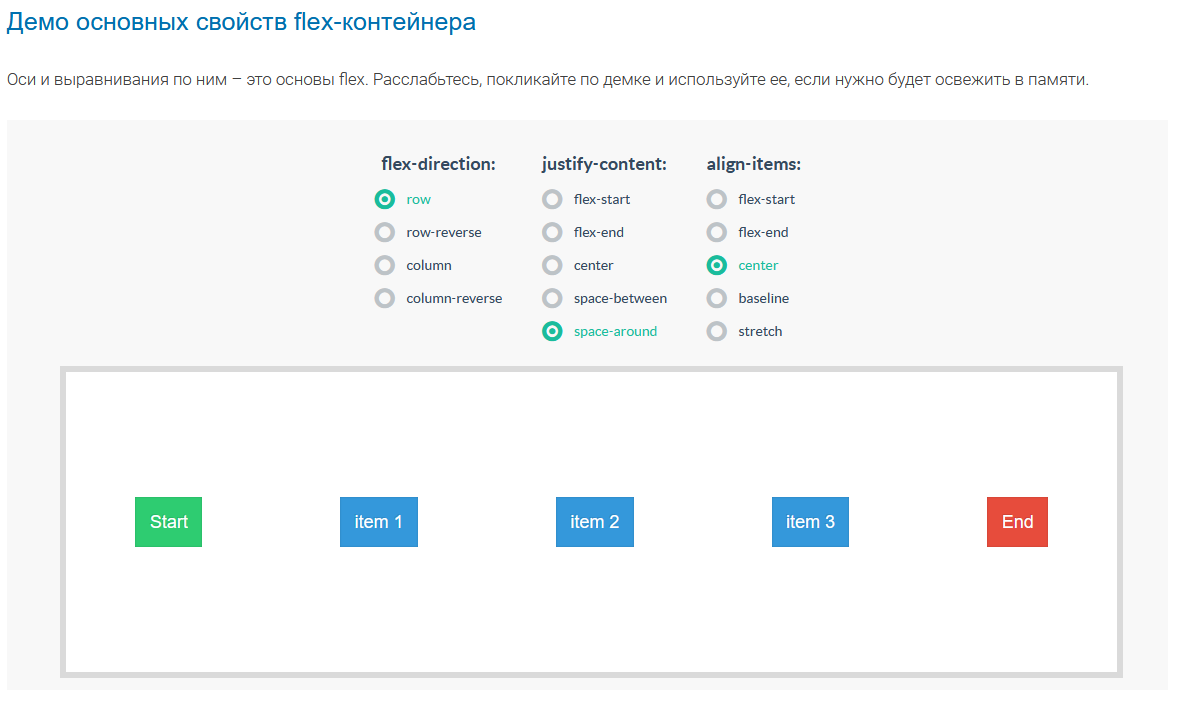 Демо основных свойств flex-контейнера
Оси и выравнивания по ним – это основы flex. Расслабьтесь, покликайте по демке и используйте ее, если нужно будет освежить в памяти.
flex-direction:
row
row-reverse
column
column-reverse
justify-content:
flex-start
flex-end
center
space-between
space-around
align-items:
flex-start
flex-end
center
baseline
stretch
Start
item 1
item 2
item 3
End